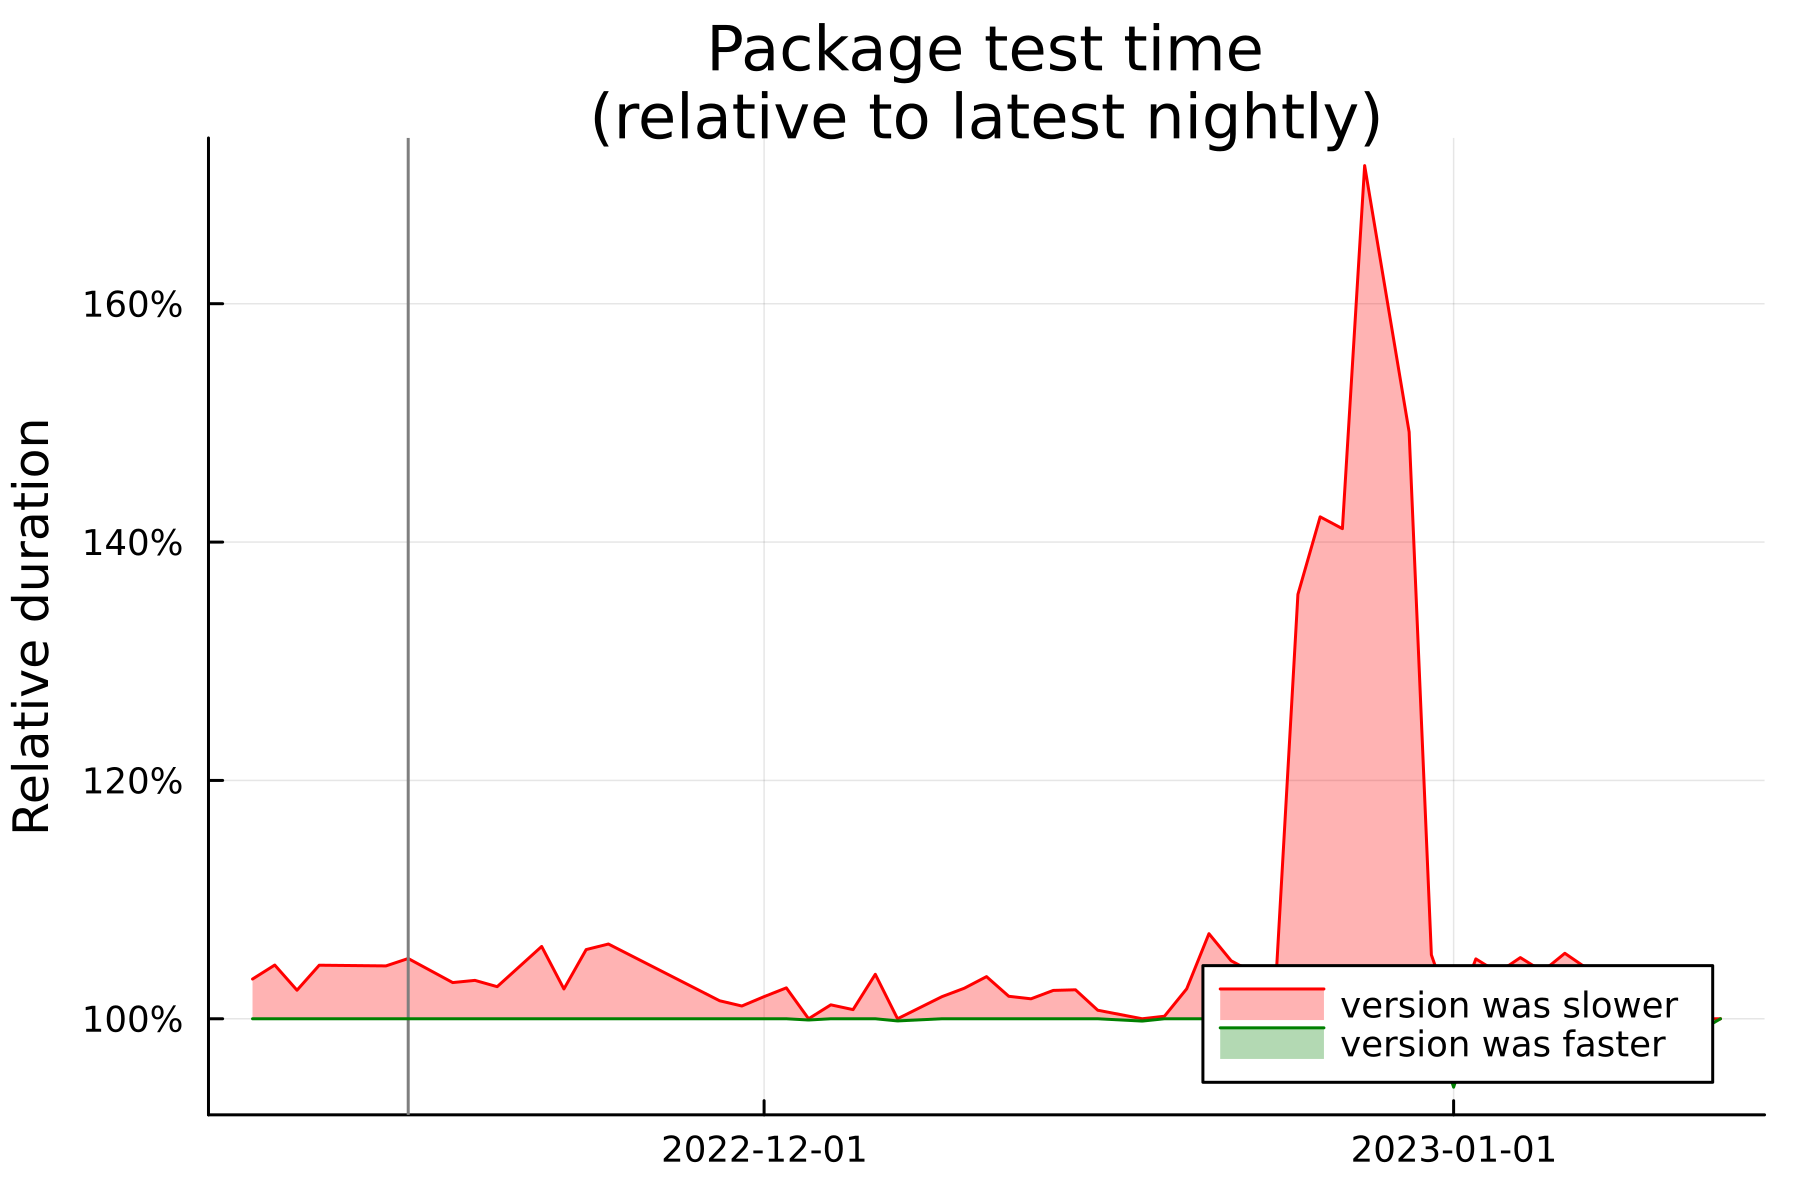 Package test time
(relative to latest nightly)
Relative duration
160%
140%
120%
100%
version was slower
version was faster
2022-12-01
2023-01-01